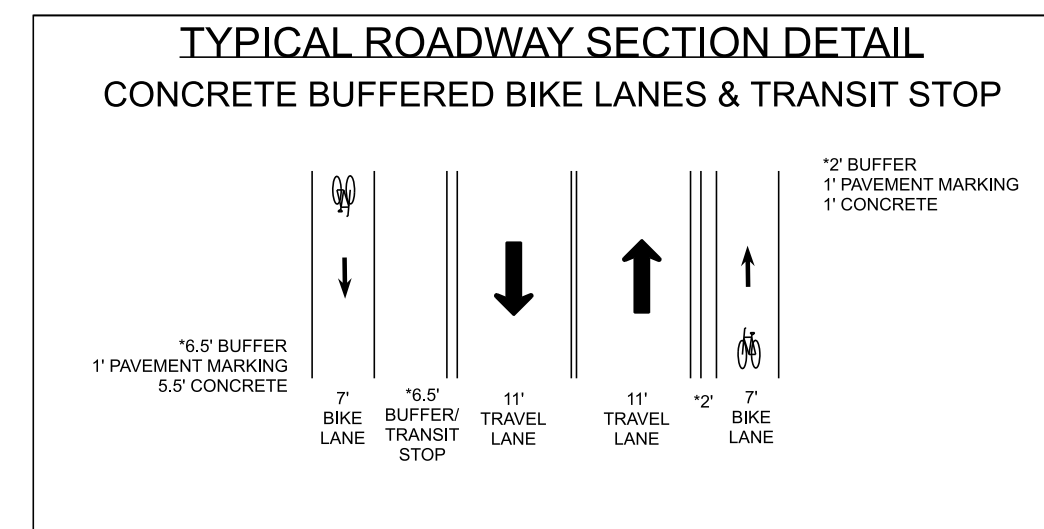 TYPICAL ROADWAY SECTION DETAIL
CONCRETE BUFFERED BIKE LANES & TRANSIT STOP
*2' BUFFER
1' PAVEMENT MARKING
1' CONCRETE
*6.5' BUFFER
1' PAVEMENT MARKING
5.5' CONCRETE
7'
BIKE
LANE
*6.5'
BUFFER/
TRANSIT
STOP
11'
TRAVEL
LANE
11'
TRAVEL
LANE
*2'
7'
BIKE
LANE